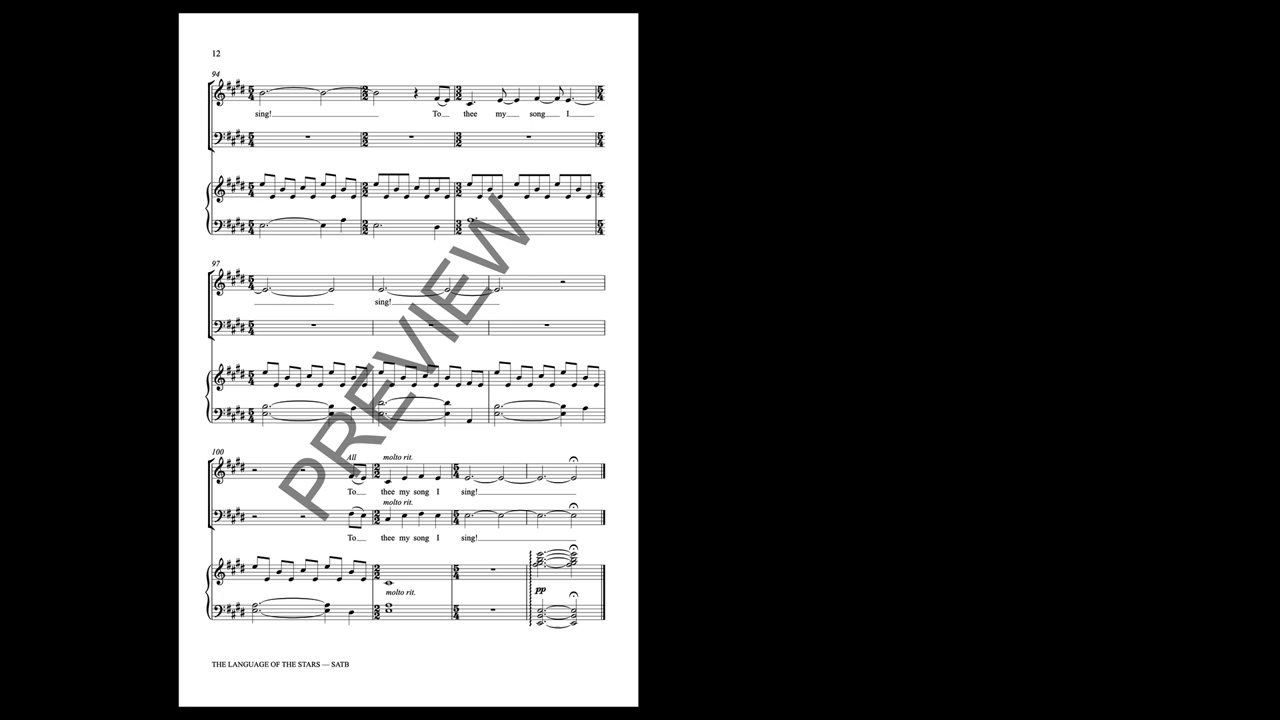 12
94
sing! To thee my song I
97
sing!
PREVIEW
100
All
molto rit.
To thee my song I sing!
molto rit.
To thee my song I sing!
molto rit.
pp
THE LANGUAGE OF THE STARS — SATB